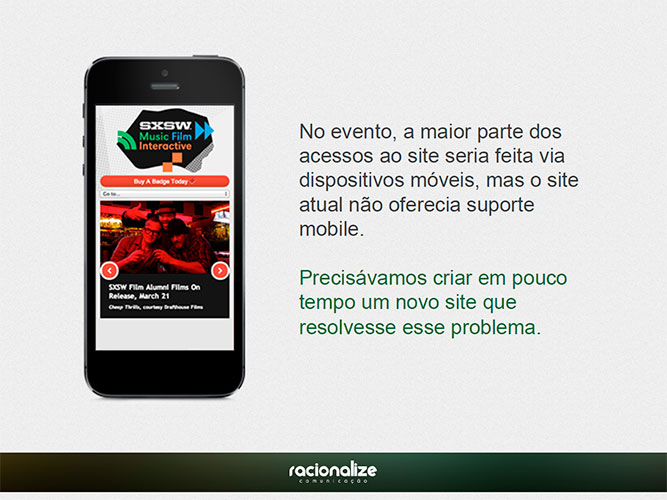 SXSW
Music Film
Interactive
Buy A Badge Today
Go to...
SXSW Film Alumni Films On
Release, March 21
Cheap Thrills, courtesy Drafthouse Films
No evento, a maior parte dos
acessos ao site seria feita via
dispositivos móveis, mas o site
atual não oferecia suporte
mobile.
Precisávamos criar em pouco
tempo um novo site que
resolvesse esse problema.
racionalize
comunicação